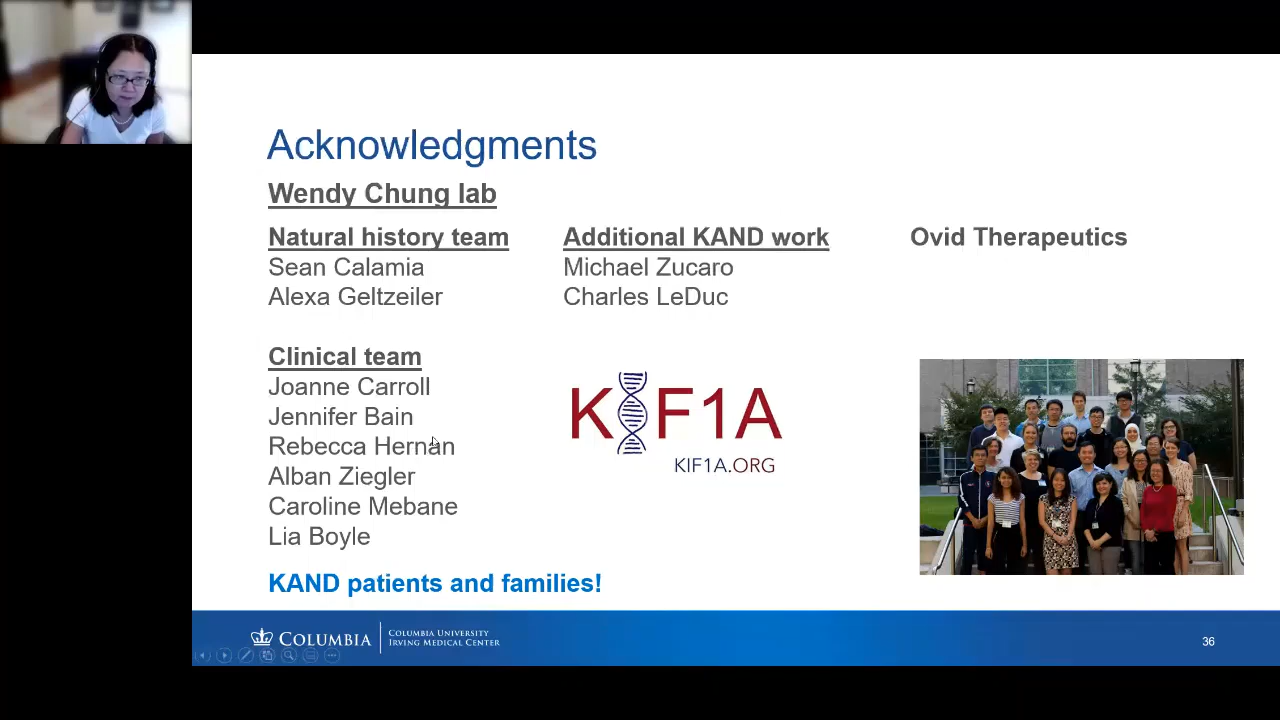 Acknowledgments
Wendy Chung lab
Natural history team
Sean Calamia
Alexa Geltzeiler
Additional KAND work
Michael Zucaro
Charles LeDuc
Ovid Therapeutics
Clinical team
Joanne Carroll
Jennifer Bain
Rebecca Hernan
Alban Ziegler
Caroline Mebane
Lia Boyle
KIF1A
KIF1A.ORG
KAND patients and families!
COLUMBIA
COLUMBIA UNIVERSITY
IRVING MEDICAL CENTER
36